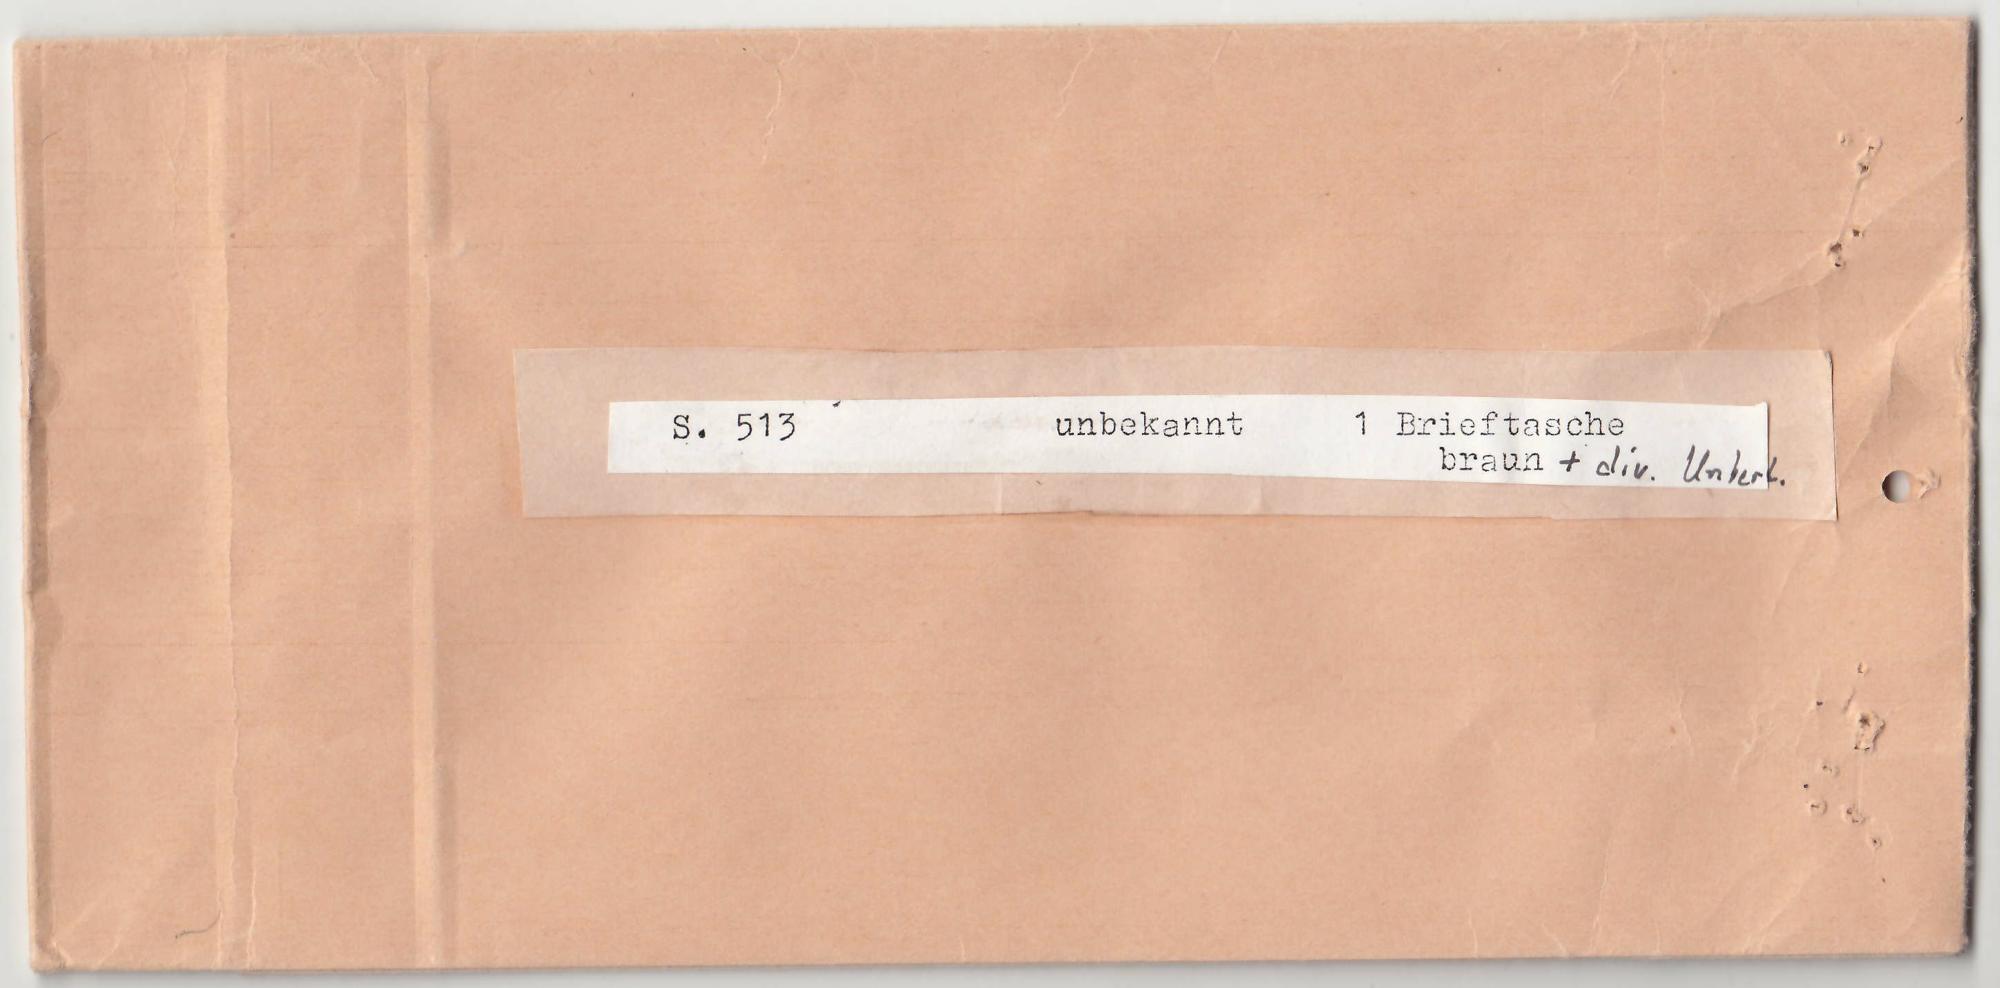 S. 513 unbekannt 1 Brieftasche
braun + div. Unterl.